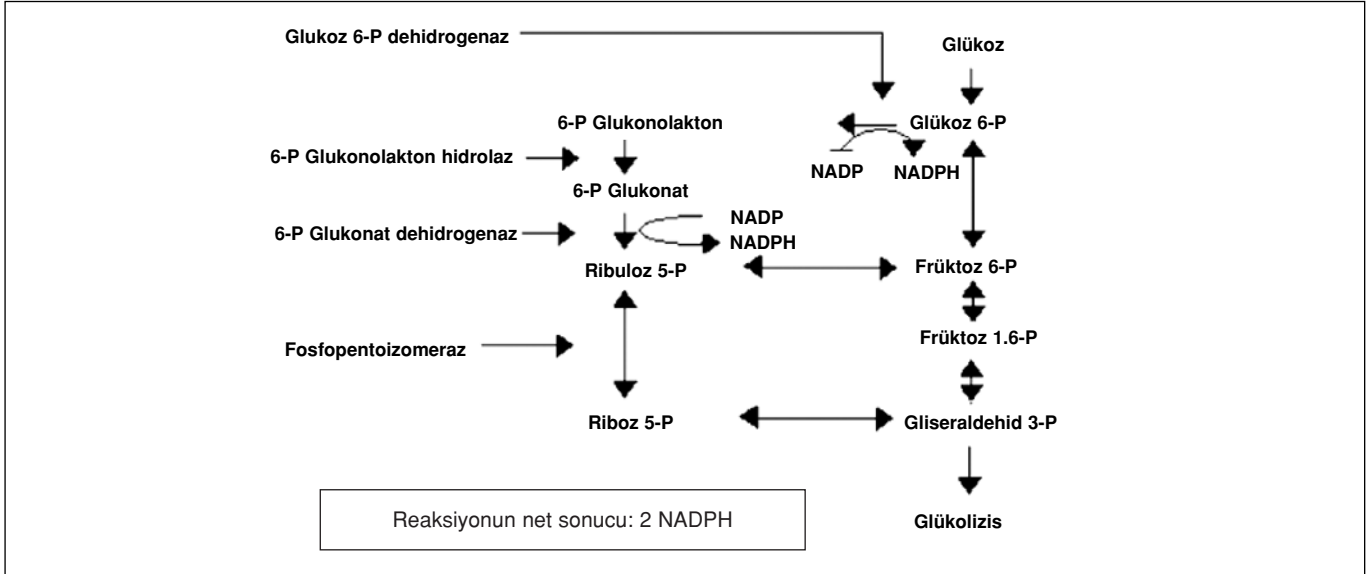 Glukoz 6-P dehidrogenaz
Glükoz
6-P Glukonolakton
Glükoz 6-P
6-P Glukonolakton hidrolaz
NADP
NADPH
6-P Glukonat
NADP
6-P Glukonat dehidrogenaz
NADPH
Ribuloz 5-P
Früktoz 6-P
Früktoz 1.6-P
Fosfopentoizomeraz
Riboz 5-P
Gliseraldehid 3-P
Reaksiyonun net sonucu: 2 NADPH
Glükolizis